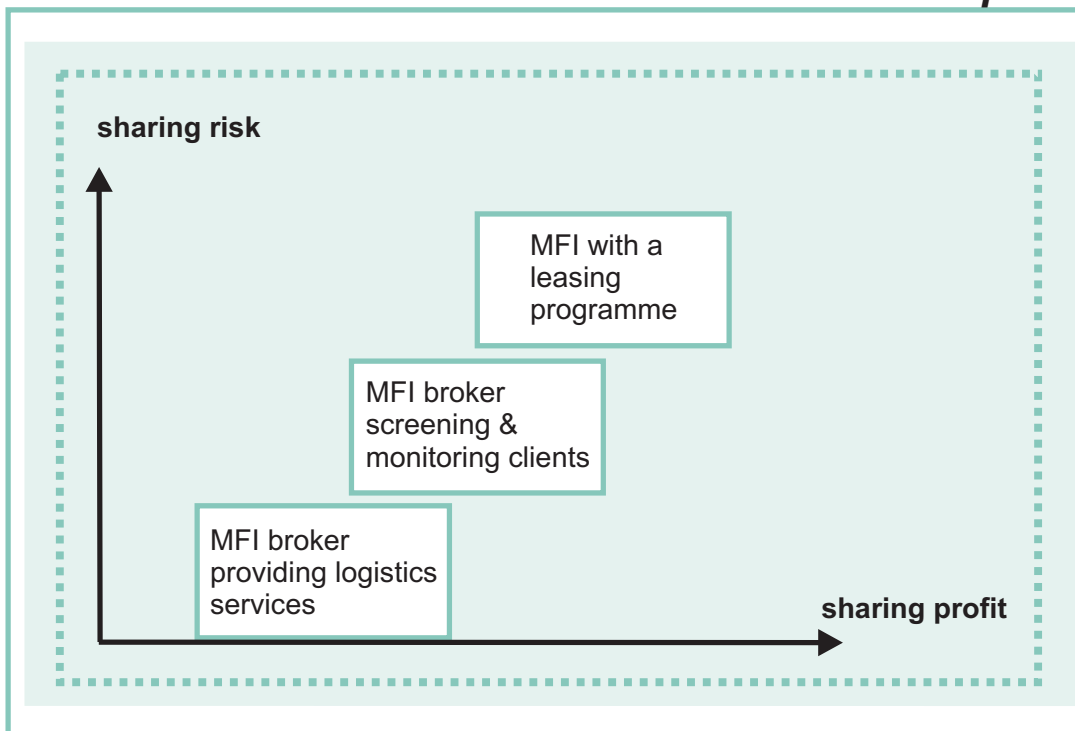 sharing risk
MFI with a
leasing
programme
MFI broker
screening &
monitoring clients
MFI broker
providing logistics
services
sharing profit